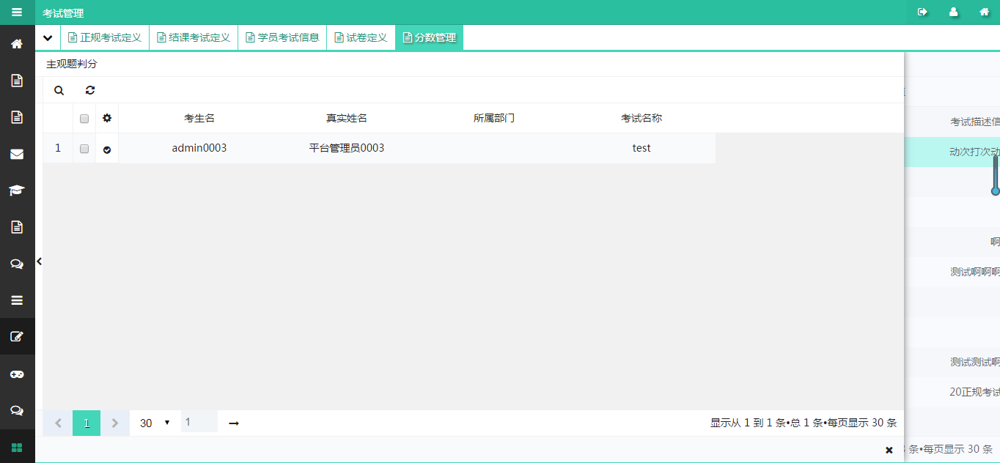 考试管理
正规考试定义 结课考试定义 学员考试信息 试卷定义 分数管理
主观题判分
考生名 真实姓名 所属部门 考试名称
1 admin0003 平台管理员0003 test
考试描述信
动次打次动
啊
测试啊啊啊
测试测试啊
20正规考试
1 30 1 显示从 1 到 1 条•总 1 条•每页显示 30 条
条•每页显示 30 条